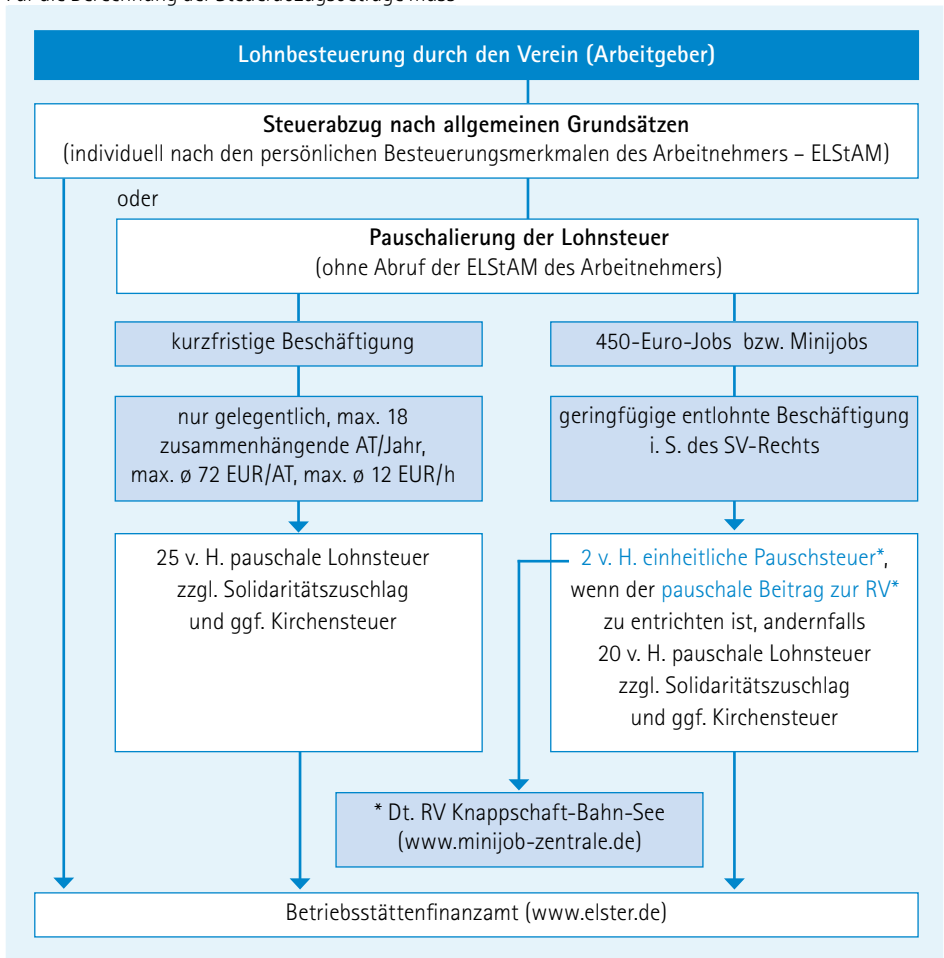 Lohnbesteuerung durch den Verein (Arbeitgeber)
Steuerabzug nach allgemeinen Grundsätzen
(individuell nach den persönlichen Besteuerungsmerkmalen des Arbeitnehmers – ELStAM)
oder
Pauschalierung der Lohnsteuer
(ohne Abruf der ELStAM des Arbeitnehmers)
kurzfristige Beschäftigung
450-Euro-Jobs bzw. Minijobs
nur gelegentlich, max. 18
zusammenhängende AT/Jahr,
max. ø 72 EUR/AT, max. ø 12 EUR/h
geringfügige entlohnte Beschäftigung
i. S. des SV-Rechts
25 v. H. pauschale Lohnsteuer
zzgl. Solidaritätszuschlag
und ggf. Kirchensteuer
2 v. H. einheitliche Pauschsteuer*,
wenn der pauschale Beitrag zur RV*
zu entrichten ist, andernfalls
20 v. H. pauschale Lohnsteuer
zzgl. Solidaritätszuschlag
und ggf. Kirchensteuer
* Dt. RV Knappschaft-Bahn-See
(www.minijob-zentrale.de)
Betriebsstättenfinanzamt (www.elster.de)